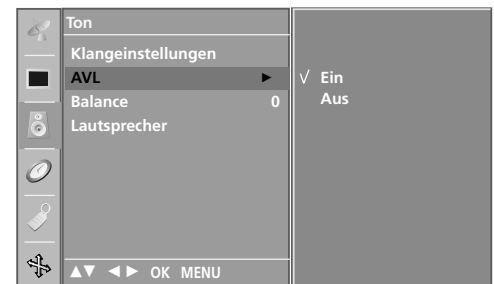 Ton
Klangeinstellungen
AVL ► √ Ein
Balance 0 Aus
Lautsprecher
▲▼ ◄► OK MENU